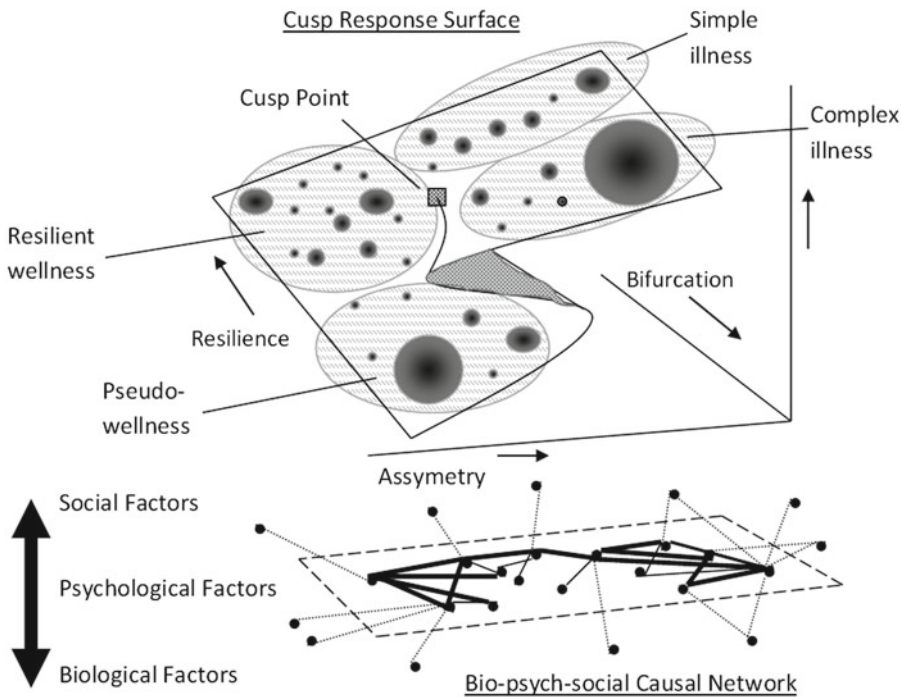 Cusp Response Surface
Simple
illness
Cusp Point
Complex
illness
Resilient
wellness
Bifurcation
Resilience
Pseudo-
wellness
Assymetry
Social Factors
Psychological Factors
Biological Factors
Bio-psych-social Causal Network